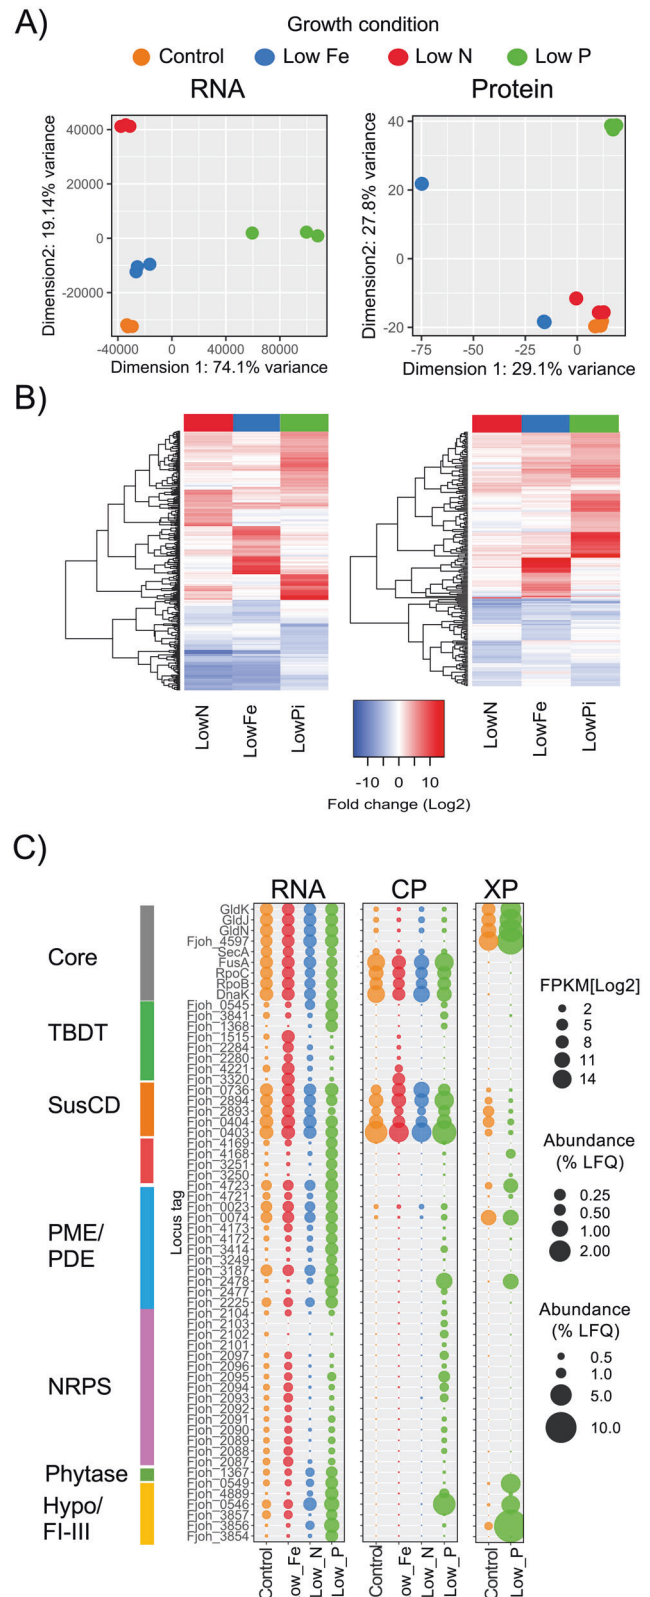 A)
Growth condition
Control Low Fe Low N Low P
RNA Protein
Dimension2: 19.14% variance
40000
20000
0
-20000
-40000 0 40000 80000
Dimension 1: 74.1% variance
Dimension2: 27.8% variance
40
20
0
-20
-75 -50 -25 0
Dimension 1: 29.1% variance
B)
LowN LowFe LowPi
LowN LowFe LowPi
-10 0 10
Fold change (Log2)
C)
RNA CP XP
Core
TBDT
SusCD
PME/
PDE
NRPS
Phytase
Hypo/
FI-III
Locus tag
GldK
GldJ
GldN
Fjoh_4597
SecA
FusA
RpoC
RpoB
DnaK
Fjoh_0545
Fjoh_3841
Fjoh_1368
Fjoh_1515
Fjoh_2284
Fjoh_2280
Fjoh_4221
Fjoh_3320
Fjoh_0736
Fjoh_2894
Fjoh_2893
Fjoh_0404
Fjoh_0403
Fjoh_4169
Fjoh_4168
Fjoh_3251
Fjoh_3250
Fjoh_4723
Fjoh_4721
Fjoh_0023
Fjoh_0074
Fjoh_4173
Fjoh_4172
Fjoh_3414
Fjoh_3249
Fjoh_3187
Fjoh_2478
Fjoh_2477
Fjoh_2225
Fjoh_2104
Fjoh_2103
Fjoh_2102
Fjoh_2101
Fjoh_2097
Fjoh_2096
Fjoh_2095
Fjoh_2094
Fjoh_2093
Fjoh_2092
Fjoh_2091
Fjoh_2090
Fjoh_2089
Fjoh_2088
Fjoh_2087
Fjoh_1367
Fjoh_0549
Fjoh_4889
Fjoh_0546
Fjoh_3857
Fjoh_3856
Fjoh_3854
Control Low_Fe Low_N Low_P
Control Low_Fe Low_N Low_P
Control Low_P
FPKM[Log2]
2
5
8
11
14
Abundance
(% LFQ)
0.25
0.50
1.00
2.00
Abundance
(% LFQ)
0.5
1.0
5.0
10.0